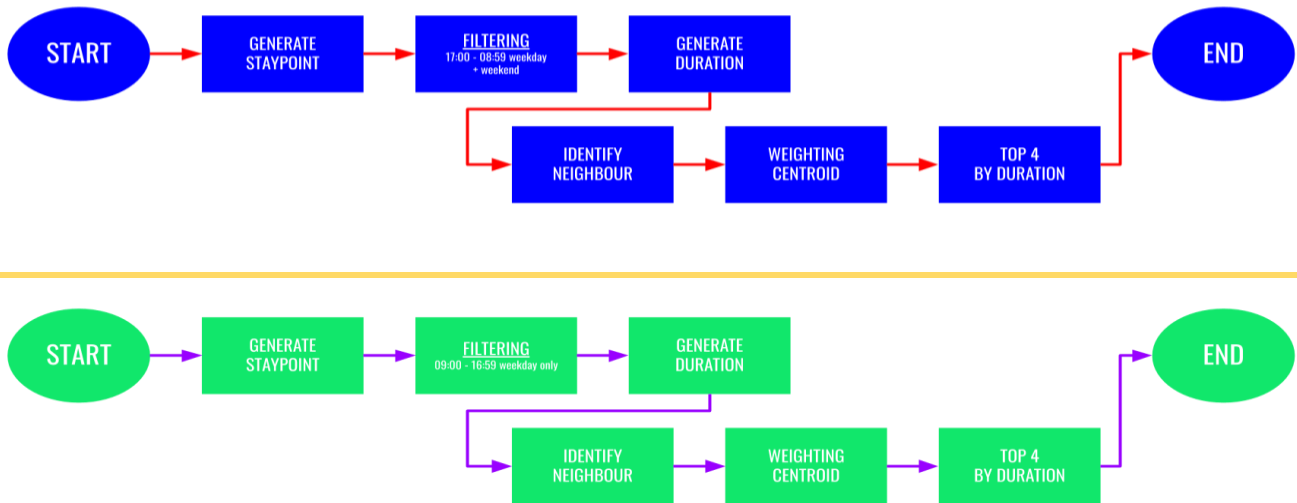 START
GENERATE
STAYPOINT
FILTERING
17:00 - 08:59 weekday
+ weekend
GENERATE
DURATION
IDENTIFY
NEIGHBOUR
WEIGHTING
CENTROID
TOP 4
BY DURATION
END
START
GENERATE
STAYPOINT
FILTERING
09:00 - 16:59 weekday only
GENERATE
DURATION
IDENTIFY
NEIGHBOUR
WEIGHTING
CENTROID
TOP 4
BY DURATION
END